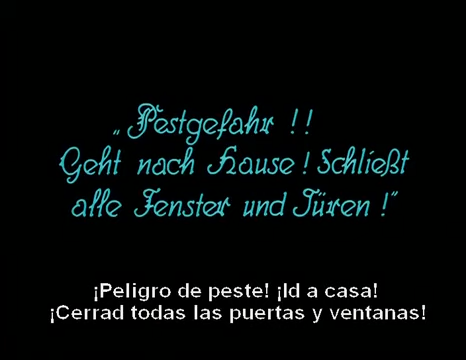 „Pestgefahr !!
Geht nach Hause ! Schließt
alle Fenster und Türen !“
¡Peligro de peste! ¡Id a casa!
¡Cerrad todas las puertas y ventanas!